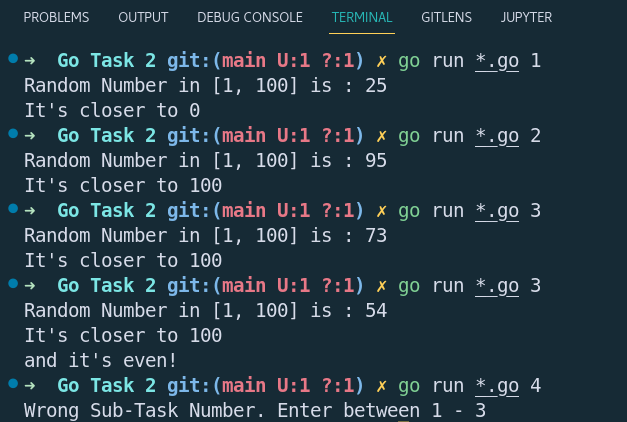 PROBLEMS OUTPUT DEBUG CONSOLE TERMINAL GITLENS JUPYTER
➜ Go Task 2 git:(main U:1 ?:1) ✗ go run *.go 1
Random Number in [1, 100] is : 25
It's closer to 0
➜ Go Task 2 git:(main U:1 ?:1) ✗ go run *.go 2
Random Number in [1, 100] is : 95
It's closer to 100
➜ Go Task 2 git:(main U:1 ?:1) ✗ go run *.go 3
Random Number in [1, 100] is : 73
It's closer to 100
➜ Go Task 2 git:(main U:1 ?:1) ✗ go run *.go 3
Random Number in [1, 100] is : 54
It's closer to 100
and it's even!
➜ Go Task 2 git:(main U:1 ?:1) ✗ go run *.go 4
Wrong Sub-Task Number. Enter between 1 - 3